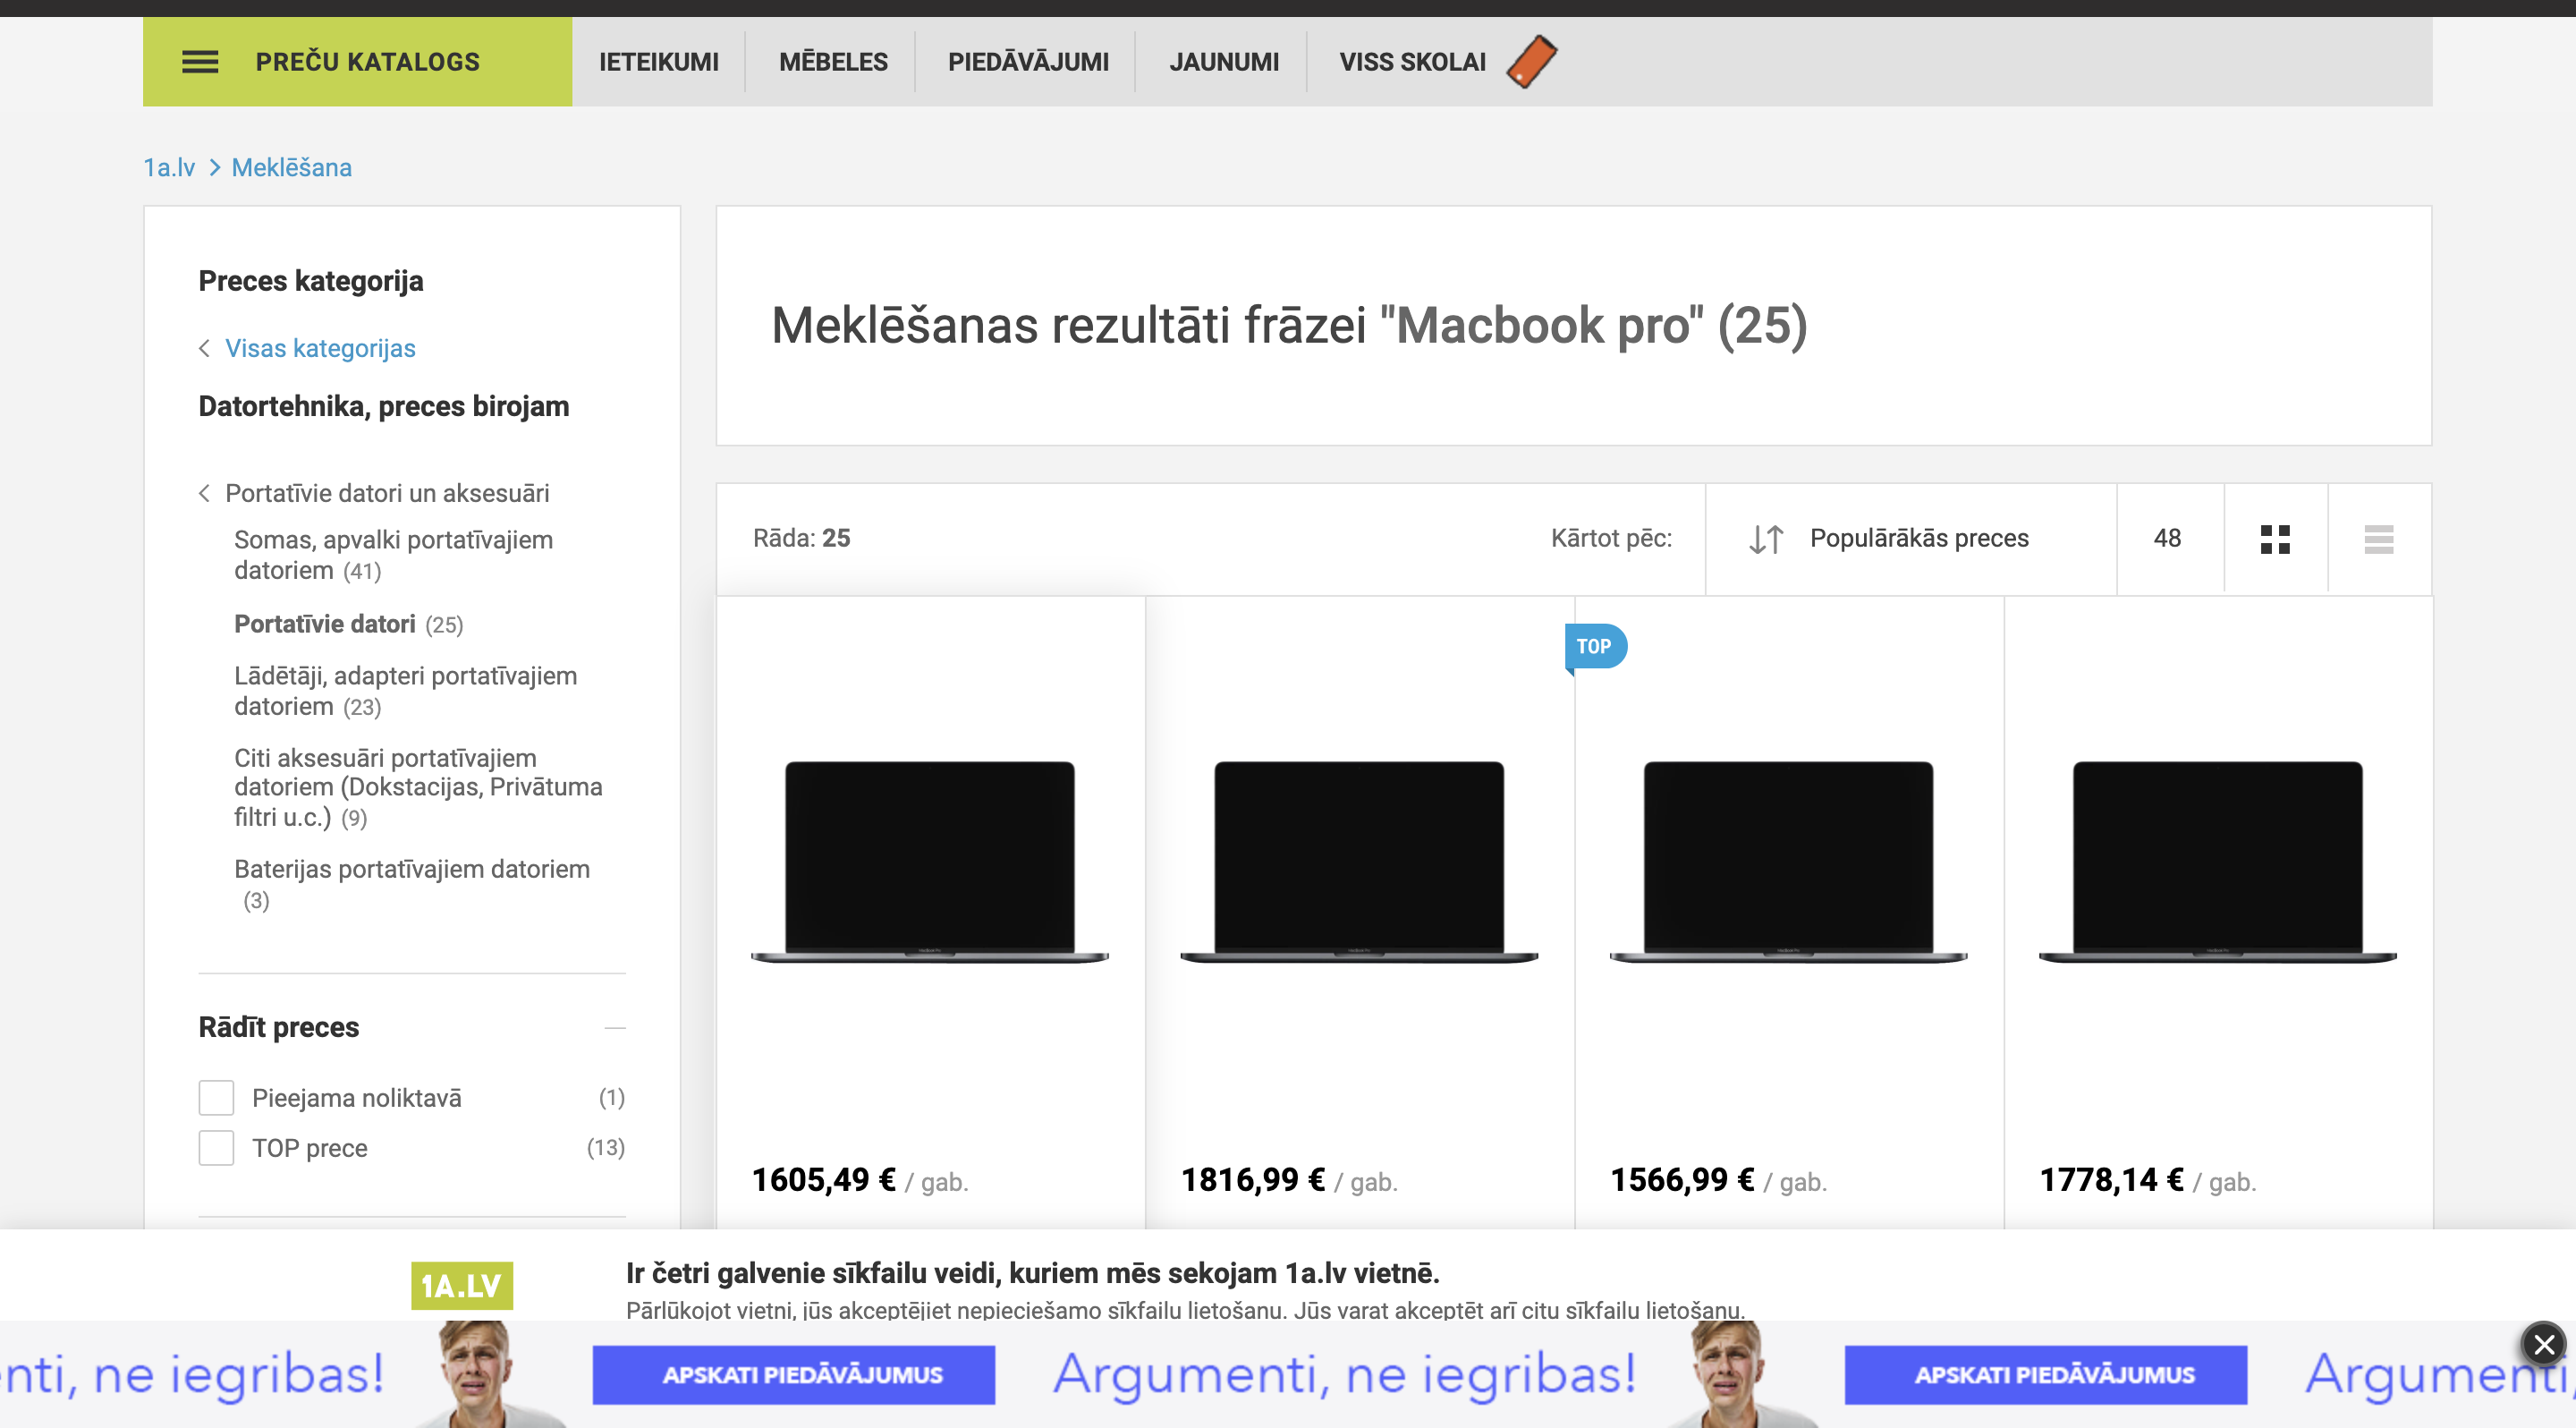 PREČU KATALOGS
IETEIKUMI
MĒBELES
PIEDĀVĀJUMI
JAUNUMI
VISS SKOLAI
1a.lv > Meklēšana
Preces kategorija
Visas kategorijas
Datortehnika, preces birojam
Portatīvie datori un aksesuāri
Somas, apvalki portatīvajiem
datoriem (41)
Portatīvie datori (25)
Lādētāji, adapteri portatīvajiem
datoriem (23)
Citi aksesuāri portatīvajiem
datoriem (Dokstacijas, Privātuma
filtri u.c.) (9)
Baterijas portatīvajiem datoriem
(3)
Rādīt preces
Pieejama noliktavā (1)
TOP prece (13)
Meklēšanas rezultāti frāzei "Macbook pro" (25)
Rāda: 25
Kārtot pēc:
Populārākās preces
48
TOP
1605,49 € / gab.
1816,99 € / gab.
1566,99 € / gab.
1778,14 € / gab.
1A.LV
Ir četri galvenie sīkfailu veidi, kuriem mēs sekojam 1a.lv vietnē.
Pārlūkojot vietni, jūs akceptējiet nepieciešamo sīkfailu lietošanu. Jūs varat akceptēt arī citu sīkfailu lietošanu.
nti, ne iegribas!
APSKATI PIEDĀVĀJUMUS
Argumenti, ne iegribas!
APSKATI PIEDĀVĀJUMUS
Argumenti,